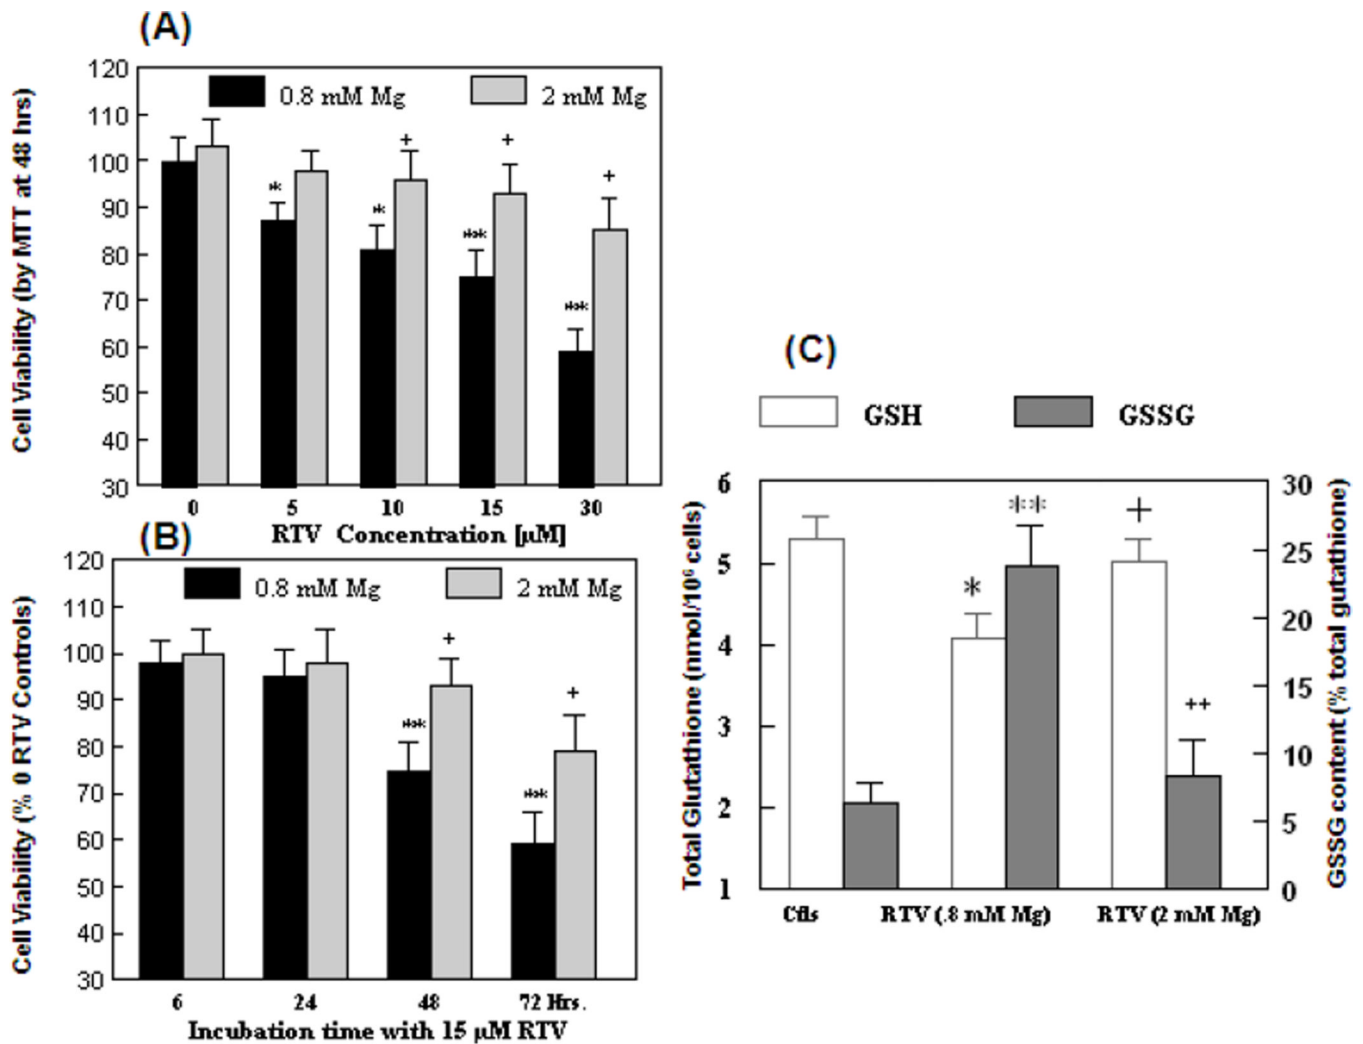 (A)
Cell Viability (by MTT at 48 hrs)
120
110
100
90
80
70
60
50
40
30
0.8 mM Mg
2 mM Mg
*
*
+
**
+
**
+
0 5 10 15 30
RTV Concentration [µM]
(B)
Cell Viability (% 0 RTV Controls)
120
110
100
90
80
70
60
50
40
30
0.8 mM Mg
2 mM Mg
**
+
**
+
6 24 48 72 Hrs.
Incubation time with 15 µM RTV
(C)
GSH
GSSG
Total Glutathione (nmol/10⁶ cells)
6
5
4
3
2
1
*
**
+
++
30
25
20
15
10
5
0
GSSG content (% total gutathione)
Ctls RTV (.8 mM Mg) RTV (2 mM Mg)